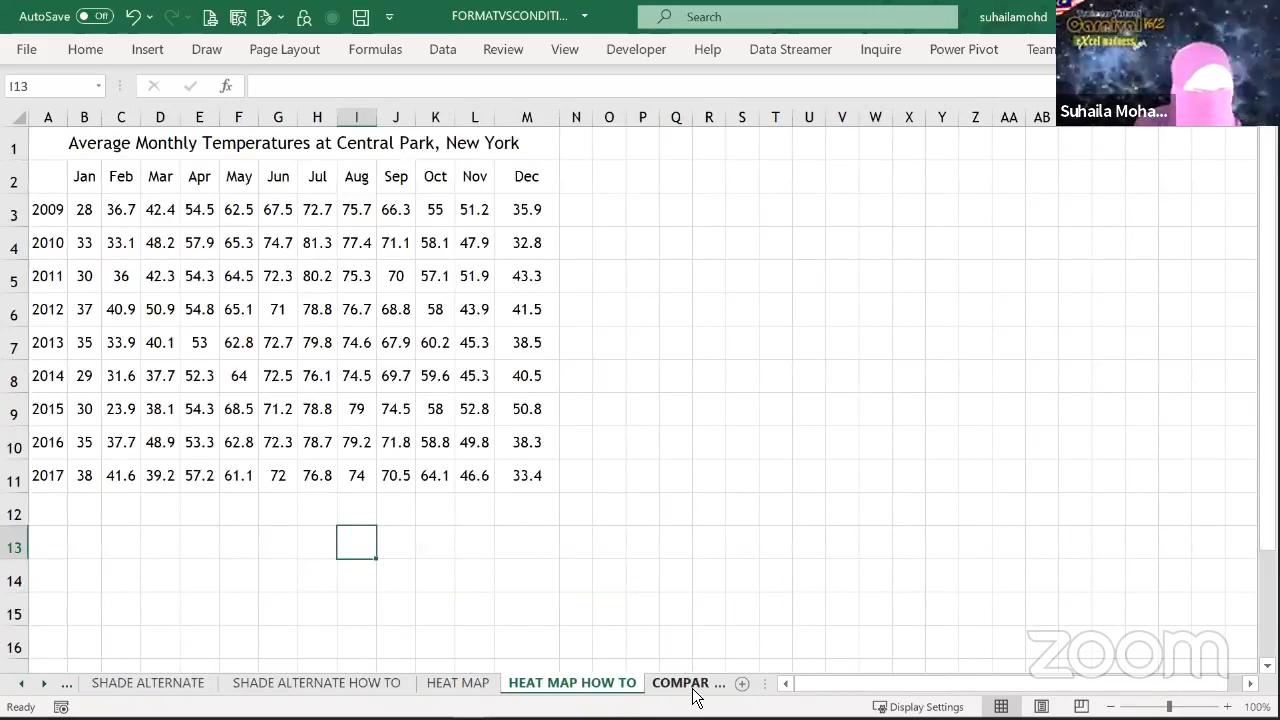 AutoSave Off FORMATVSCONDITI... Search suhailamohd
File Home Insert Draw Page Layout Formulas Data Review View Developer Help Data Streamer Inquire Power Pivot Team
I13 fx
Suhaila Moha...
A B C D E F G H I J K L M N O P Q R S T U V W X Y Z AA AB
1 Average Monthly Temperatures at Central Park, New York
2 Jan Feb Mar Apr May Jun Jul Aug Sep Oct Nov Dec
3 2009 28 36.7 42.4 54.5 62.5 67.5 72.7 75.7 66.3 55 51.2 35.9
4 2010 33 33.1 48.2 57.9 65.3 74.7 81.3 77.4 71.1 58.1 47.9 32.8
5 2011 30 36 42.3 54.3 64.5 72.3 80.2 75.3 70 57.1 51.9 43.3
6 2012 37 40.9 50.9 54.8 65.1 71 78.8 76.7 68.8 58 43.9 41.5
7 2013 35 33.9 40.1 53 62.8 72.7 79.8 74.6 67.9 60.2 45.3 38.5
8 2014 29 31.6 37.7 52.3 64 72.5 76.1 74.5 69.7 59.6 45.3 40.5
9 2015 30 23.9 38.1 54.3 68.5 71.2 78.8 79 74.5 58 52.8 50.8
10 2016 35 37.7 48.9 53.3 62.8 72.3 78.7 79.2 71.8 58.8 49.8 38.3
11 2017 38 41.6 39.2 57.2 61.1 72 76.8 74 70.5 64.1 46.6 33.4
12
13
14
15
16
zoom
... SHADE ALTERNATE SHADE ALTERNATE HOW TO HEAT MAP HEAT MAP HOW TO COMPAR ...
Ready Display Settings 100%